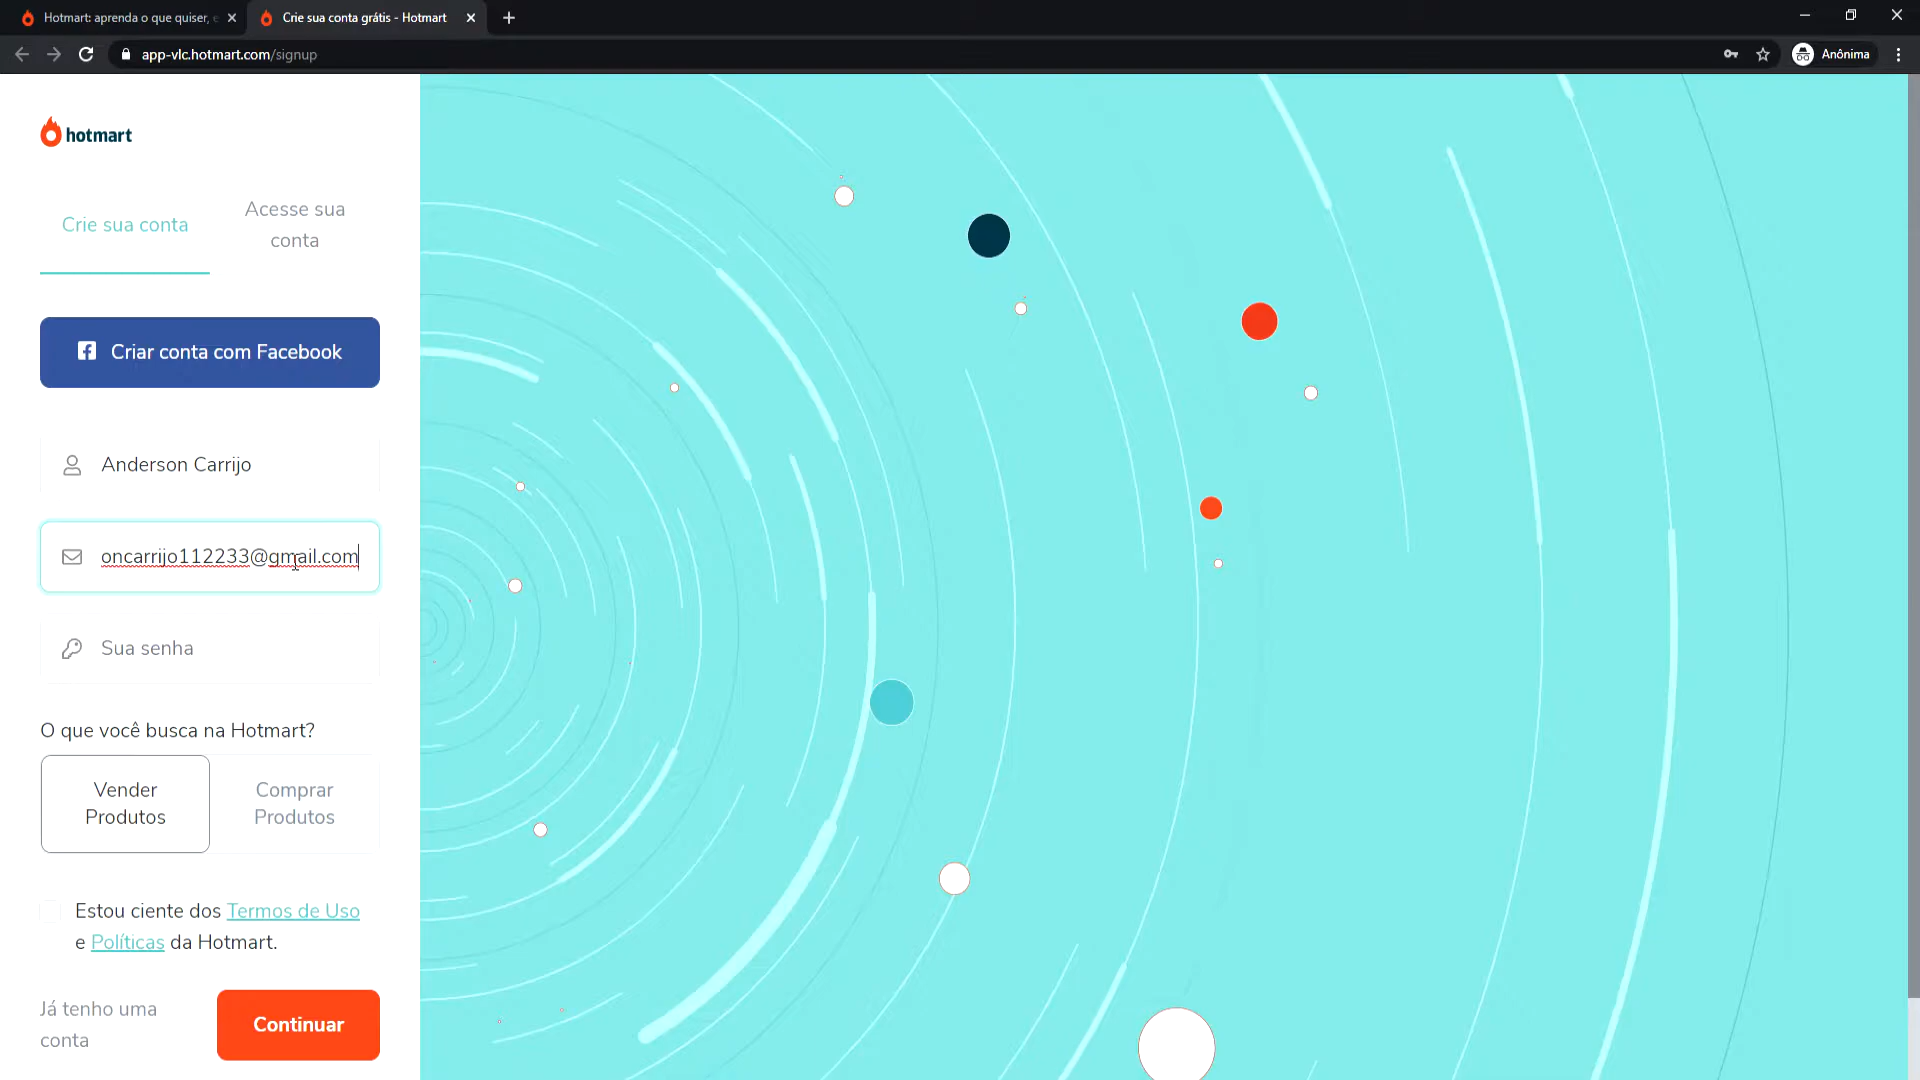 Hotmart: aprenda o que quiser, e
Crie sua conta grátis - Hotmart
app-vlc.hotmart.com/signup
Anônima
hotmart
Crie sua conta
Acesse sua
conta
Criar conta com Facebook
Anderson Carrijo
oncarrijo112233@gmail.com
Sua senha
O que você busca na Hotmart?
Vender
Produtos
Comprar
Produtos
Estou ciente dos Termos de Uso
e Políticas da Hotmart.
Já tenho uma
conta
Continuar